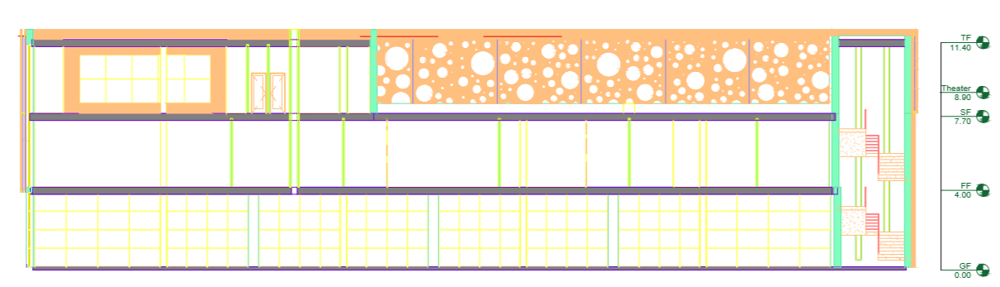 TF
11.40
Theater
8.90
SF
7.70
FF
4.00
GF
0.00